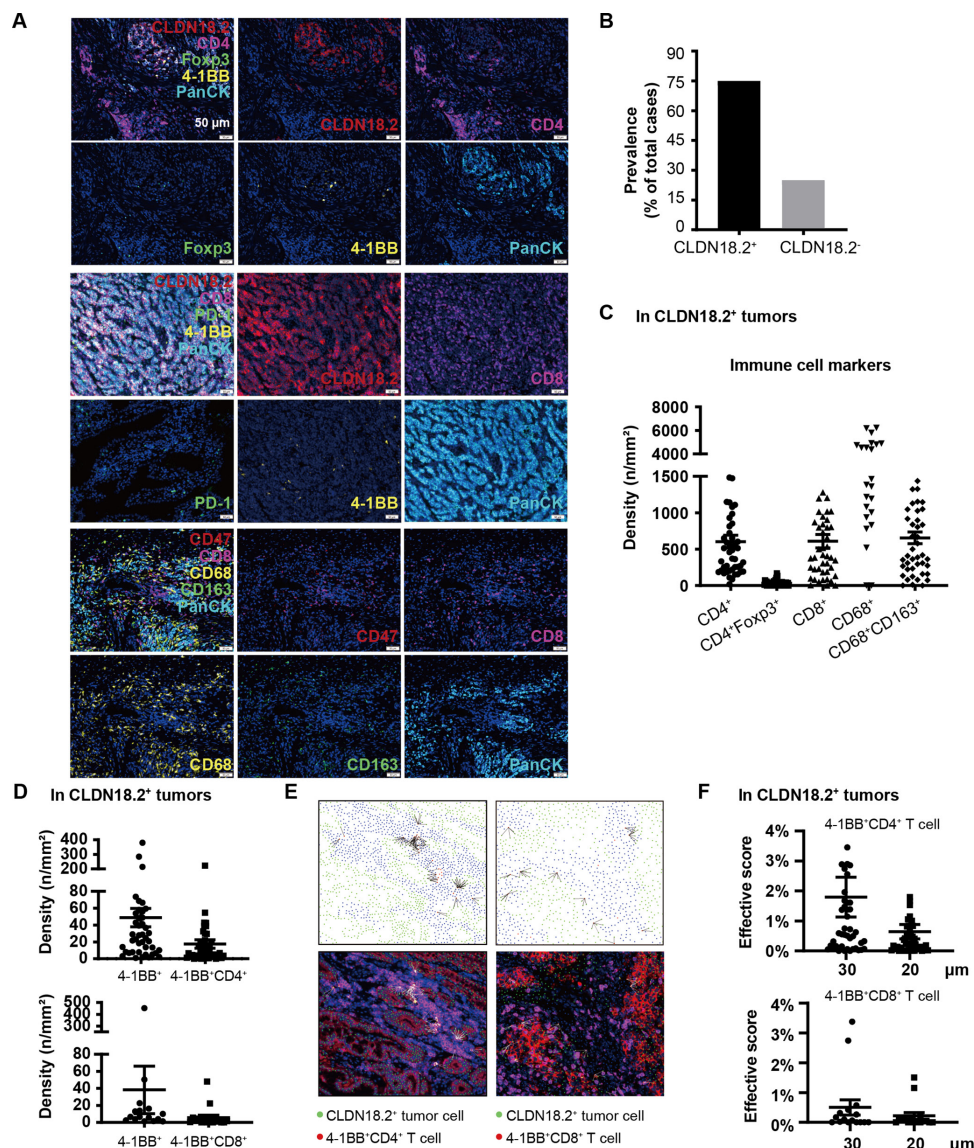 A
CLDN18.2
CD4
Foxp3
4-1BB
PanCK
50 µm
CLDN18.2
CD4
Foxp3
4-1BB
PanCK
CLDN18.2
CD8
PD-1
4-1BB
PanCK
CLDN18.2
CD8
PD-1
4-1BB
PanCK
CD47
CD8
CD68
CD163
PanCK
CD47
CD8
CD68
CD163
PanCK
B
Prevalence
(% of total cases)
90
75
60
45
30
15
0
CLDN18.2⁺
CLDN18.2⁻
C In CLDN18.2⁺ tumors
Immune cell markers
Density (n/mm²)
8000
6000
4000
1500
1000
500
0
CD4⁺
CD4⁺Foxp3⁺
CD8⁺
CD68⁺
CD68⁺CD163⁺
D In CLDN18.2⁺ tumors
Density (n/mm²)
400
300
200
80
60
40
20
0
4-1BB⁺ 4-1BB⁺CD4⁺
Density (n/mm²)
500
300
80
60
40
20
0
4-1BB⁺ 4-1BB⁺CD8⁺
E
CLDN18.2⁺ tumor cell
4-1BB⁺CD4⁺ T cell
CLDN18.2⁺ tumor cell
4-1BB⁺CD8⁺ T cell
F In CLDN18.2⁺ tumors
4-1BB⁺CD4⁺ T cell
Effective score
4%
3%
2%
1%
0%
30 20 µm
4-1BB⁺CD8⁺ T cell
Effective score
4%
3%
2%
1%
0%
30 20 µm